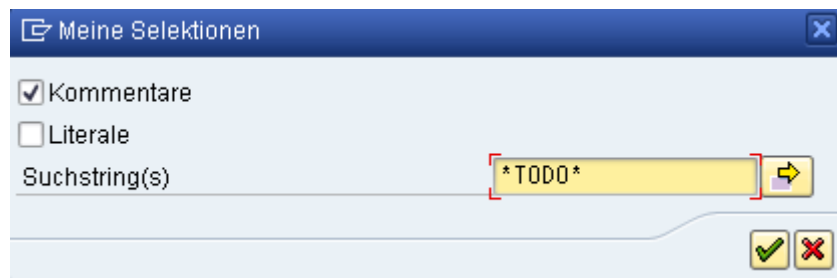 Meine Selektionen
Kommentare
Literale
Suchstring(s) *TODO*